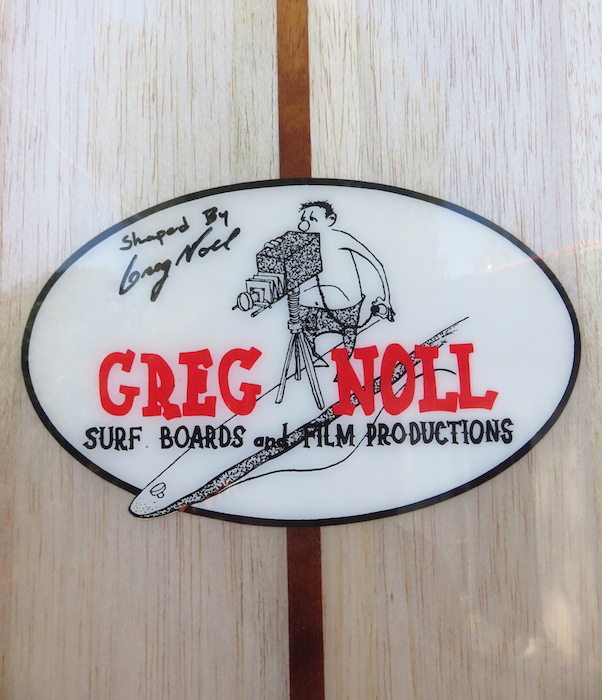 Shaped By
Greg Noll
GREG NOLL
SURF BOARDS and FILM PRODUCTIONS